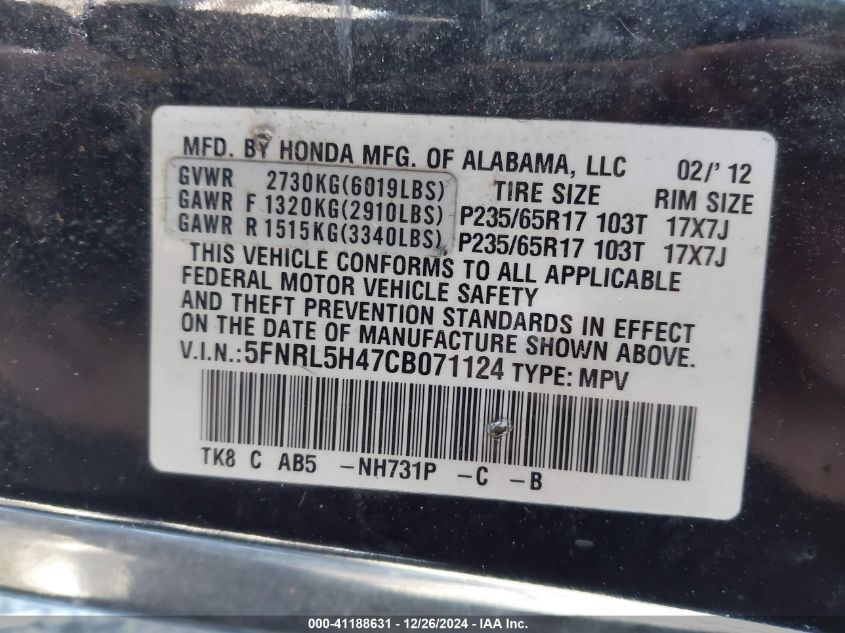 MFD. BY HONDA MFG. OF ALABAMA, LLC 02/' 12
GVWR 2730KG(6019LBS) TIRE SIZE RIM SIZE
GAWR F 1320KG(2910LBS) P235/65R17 103T 17X7J
GAWR R 1515KG(3340LBS) P235/65R17 103T 17X7J
THIS VEHICLE CONFORMS TO ALL APPLICABLE
FEDERAL MOTOR VEHICLE SAFETY
AND THEFT PREVENTION STANDARDS IN EFFECT
ON THE DATE OF MANUFACTURE SHOWN ABOVE.
V.I.N.:5FNRL5H47CB071124 TYPE: MPV
TK8 C AB5 -NH731P -C -B
000-41188631 - 12/26/2024 - IAAI.com